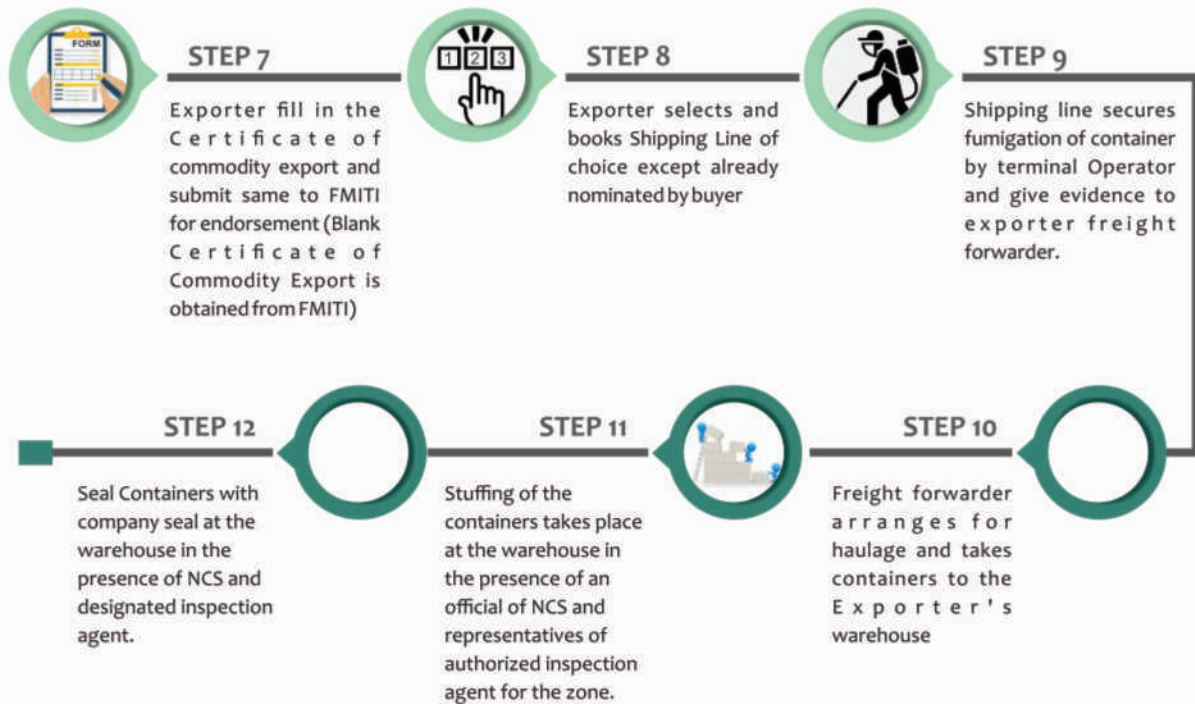 FORM
STEP 7
Exporter fill in the
Certificate of
commodity export and
submit same to FMITI
for endorsement (Blank
Certificate of
Commodity Export is
obtained from FMITI)
1 2 3
STEP 8
Exporter selects and
books Shipping Line of
choice except already
nominated by buyer
STEP 9
Shipping line secures
fumigation of container
by terminal Operator
and give evidence to
exporter freight
forwarder.
STEP 10
Freight forwarder
arranges for
haulage and takes
containers to the
Exporter's
warehouse
STEP 11
Stuffing of the
containers takes place
at the warehouse in
the presence of an
official of NCS and
representatives of
authorized inspection
agent for the zone.
STEP 12
Seal Containers with
company seal at the
warehouse in the
presence of NCS and
designated inspection
agent.